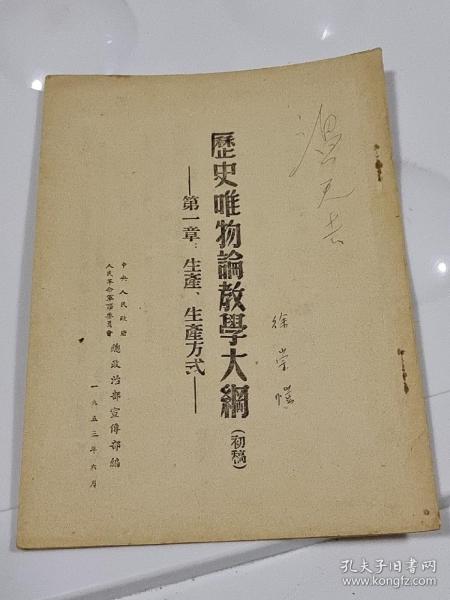 歷史唯物論教學大綱(初稿)
——第一章:生產、生產方式——
中央人民政府
人民革命軍事委員會
總政治部宣傳部編
一九五三年六月
徐崇
孔夫子旧书网
www.kongfz.com